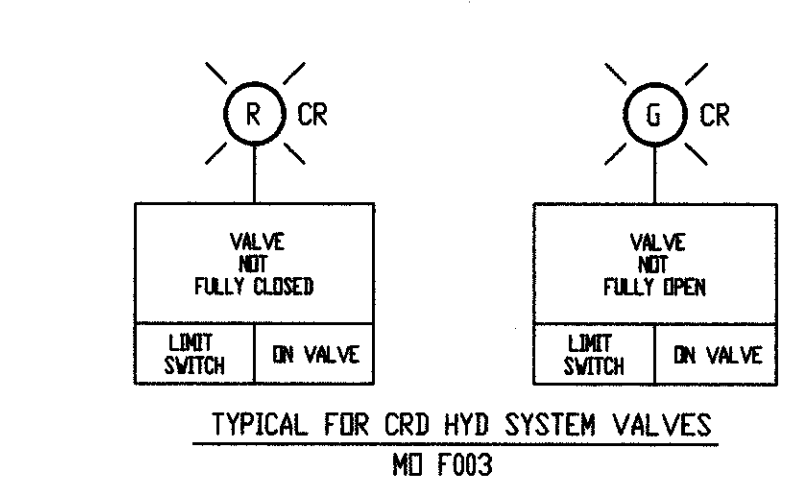 R CR
G CR
VALVE
NOT
FULLY CLOSED
LIMIT
SWITCH
ON VALVE
VALVE
NOT
FULLY OPEN
LIMIT
SWITCH
ON VALVE
TYPICAL FOR CRD HYD SYSTEM VALVES
MO F003